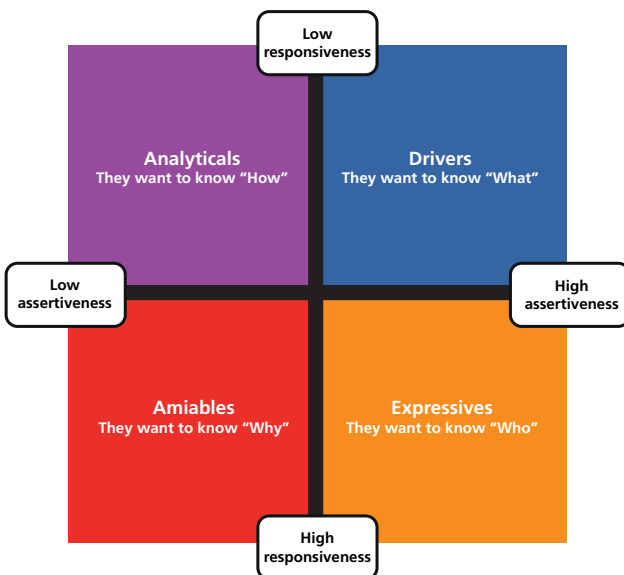 Low
responsiveness
Analyticals
They want to know “How”
Drivers
They want to know “What”
Low
assertiveness
High
assertiveness
Amiables
They want to know “Why”
Expressives
They want to know “Who”
High
responsiveness